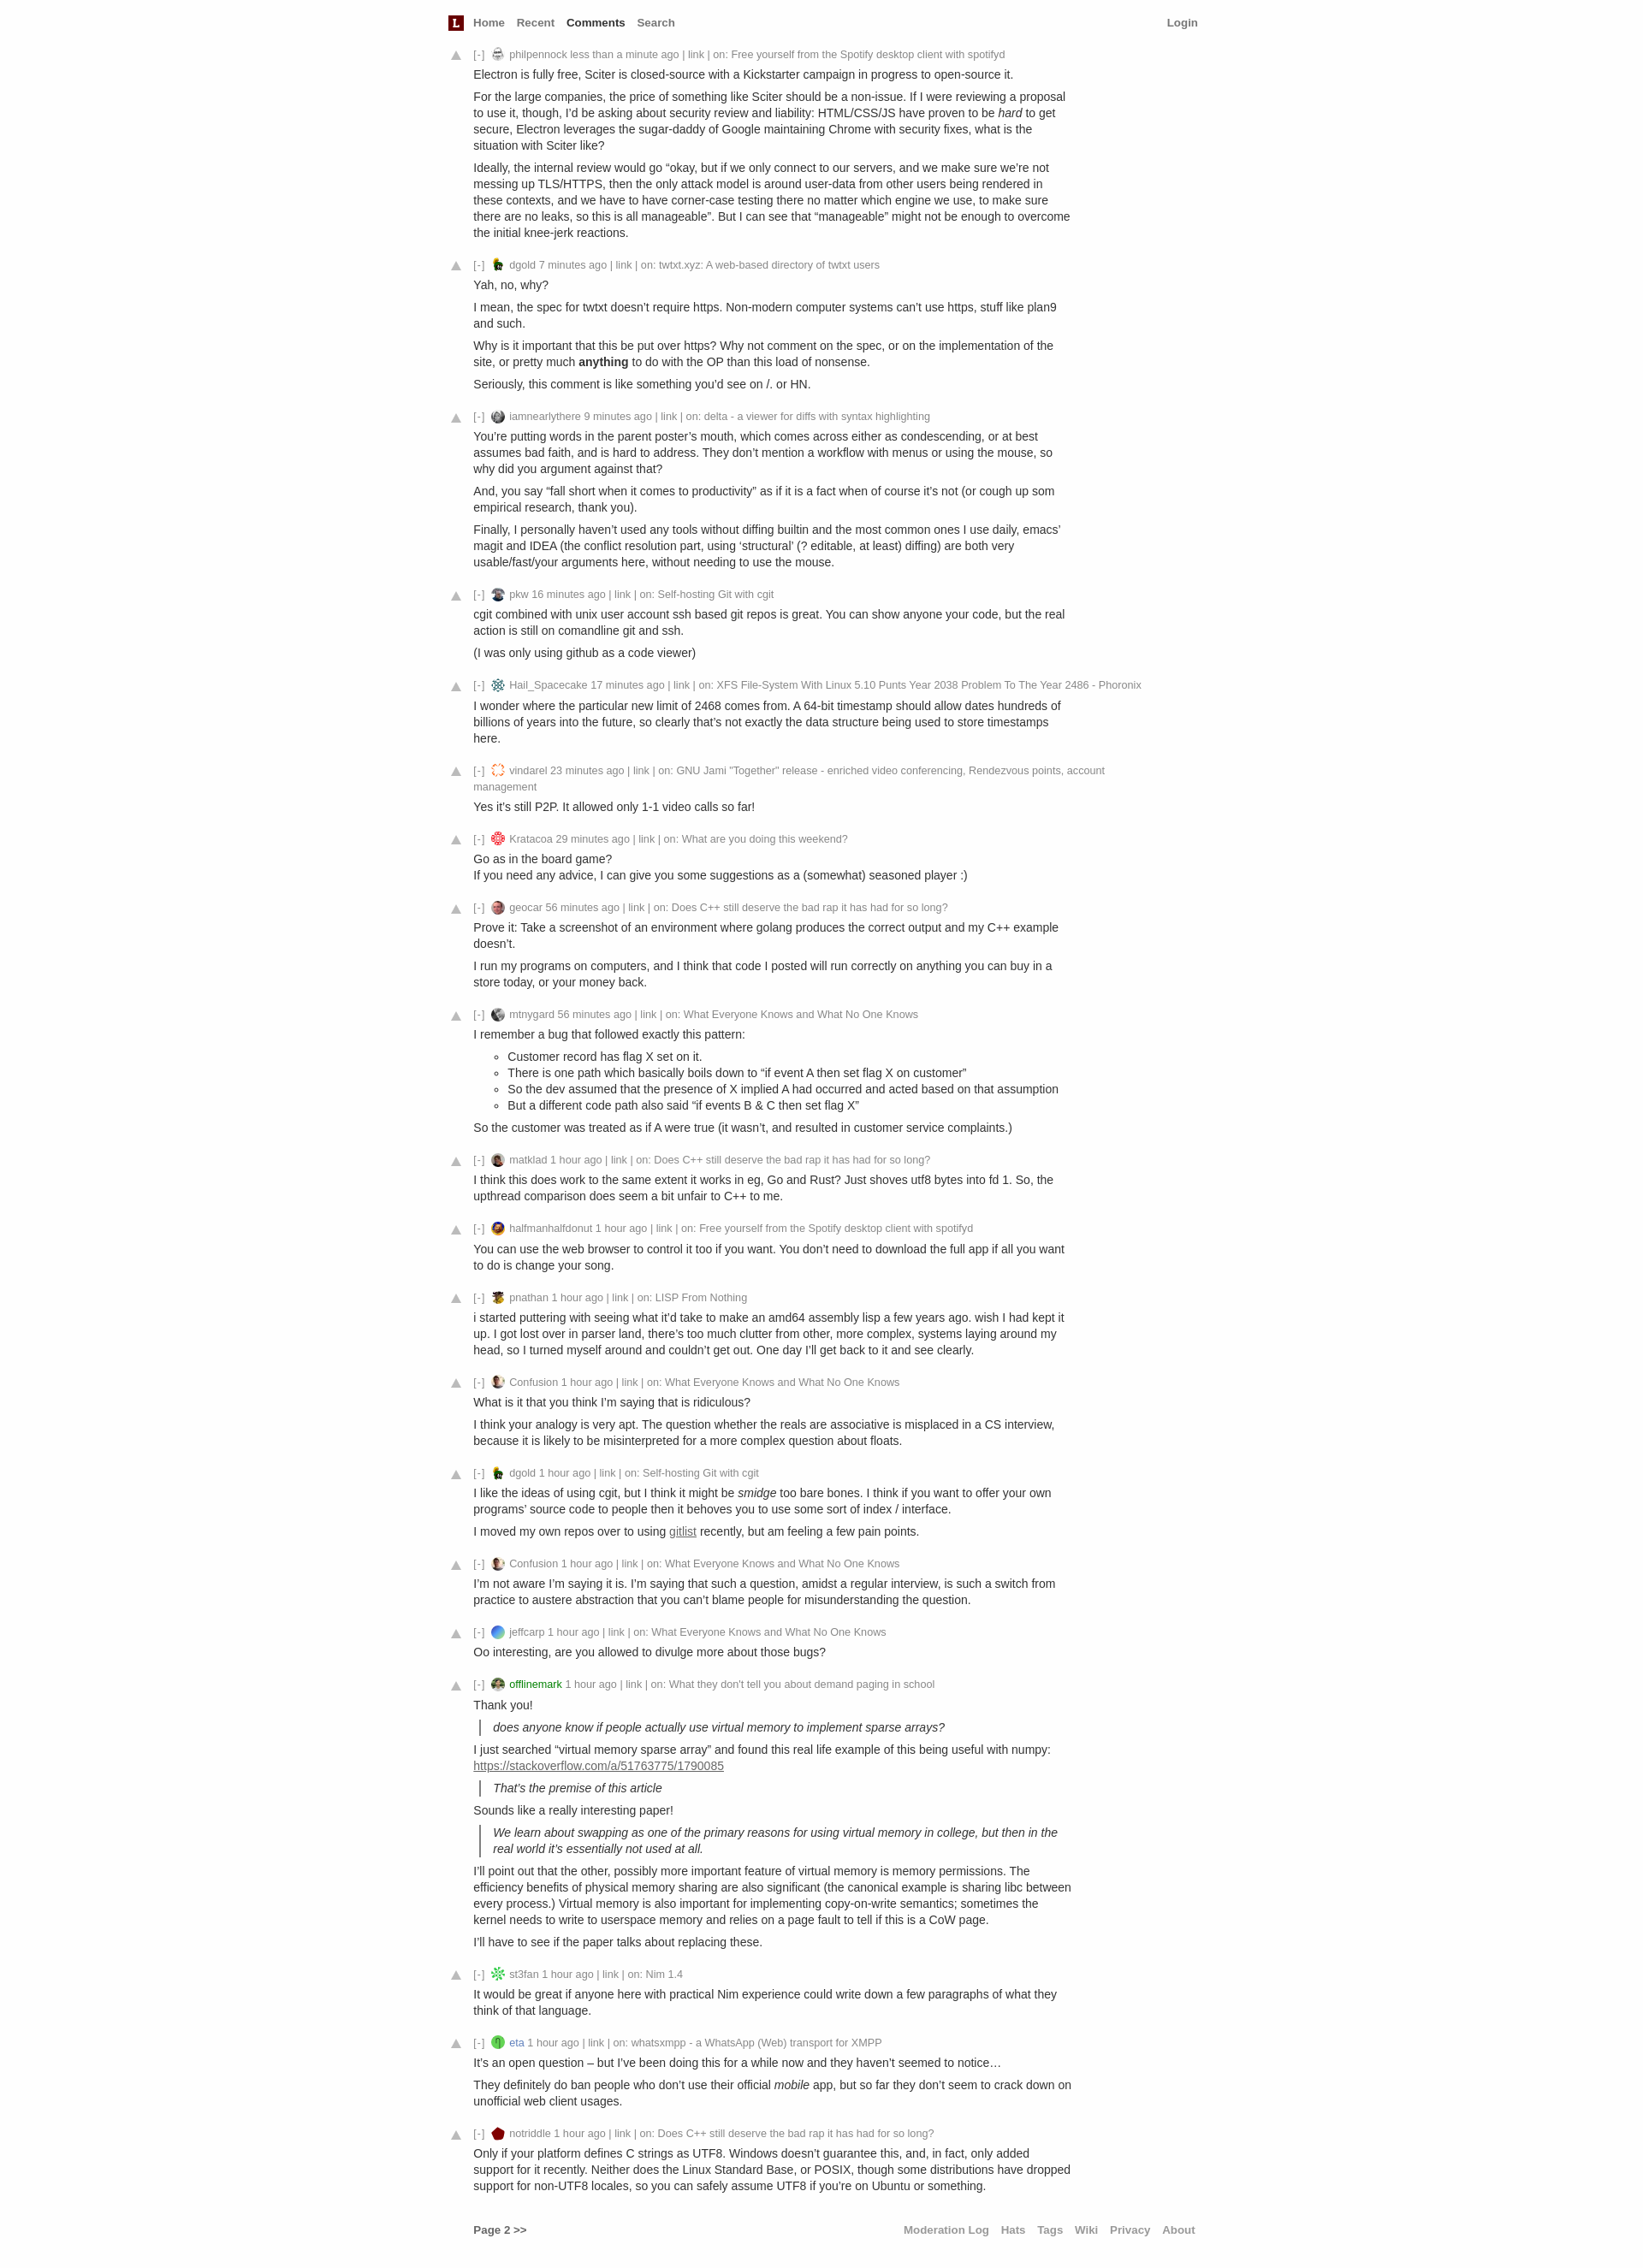 L Home Recent Comments Search Login
[-] philpennock less than a minute ago | link | on: Free yourself from the Spotify desktop client with spotifyd
Electron is fully free, Sciter is closed-source with a Kickstarter campaign in progress to open-source it.
For the large companies, the price of something like Sciter should be a non-issue. If I were reviewing a proposal
to use it, though, I’d be asking about security review and liability: HTML/CSS/JS have proven to be hard to get
secure, Electron leverages the sugar-daddy of Google maintaining Chrome with security fixes, what is the
situation with Sciter like?
Ideally, the internal review would go “okay, but if we only connect to our servers, and we make sure we’re not
messing up TLS/HTTPS, then the only attack model is around user-data from other users being rendered in
these contexts, and we have to have corner-case testing there no matter which engine we use, to make sure
there are no leaks, so this is all manageable”. But I can see that “manageable” might not be enough to overcome
the initial knee-jerk reactions.
[-] dgold 7 minutes ago | link | on: twtxt.xyz: A web-based directory of twtxt users
Yah, no, why?
I mean, the spec for twtxt doesn’t require https. Non-modern computer systems can’t use https, stuff like plan9
and such.
Why is it important that this be put over https? Why not comment on the spec, or on the implementation of the
site, or pretty much anything to do with the OP than this load of nonsense.
Seriously, this comment is like something you’d see on /. or HN.
[-] iamnearlythere 9 minutes ago | link | on: delta - a viewer for diffs with syntax highlighting
You’re putting words in the parent poster’s mouth, which comes across either as condescending, or at best
assumes bad faith, and is hard to address. They don’t mention a workflow with menus or using the mouse, so
why did you argument against that?
And, you say “fall short when it comes to productivity” as if it is a fact when of course it’s not (or cough up som
empirical research, thank you).
Finally, I personally haven’t used any tools without diffing builtin and the most common ones I use daily, emacs’
magit and IDEA (the conflict resolution part, using ‘structural’ (? editable, at least) diffing) are both very
usable/fast/your arguments here, without needing to use the mouse.
[-] pkw 16 minutes ago | link | on: Self-hosting Git with cgit
cgit combined with unix user account ssh based git repos is great. You can show anyone your code, but the real
action is still on comandline git and ssh.
(I was only using github as a code viewer)
[-] Hail_Spacecake 17 minutes ago | link | on: XFS File-System With Linux 5.10 Punts Year 2038 Problem To The Year 2486 - Phoronix
I wonder where the particular new limit of 2468 comes from. A 64-bit timestamp should allow dates hundreds of
billions of years into the future, so clearly that’s not exactly the data structure being used to store timestamps
here.
[-] vindarel 23 minutes ago | link | on: GNU Jami "Together" release - enriched video conferencing, Rendezvous points, account
management
Yes it’s still P2P. It allowed only 1-1 video calls so far!
[-] Kratacoa 29 minutes ago | link | on: What are you doing this weekend?
Go as in the board game?
If you need any advice, I can give you some suggestions as a (somewhat) seasoned player :)
[-] geocar 56 minutes ago | link | on: Does C++ still deserve the bad rap it has had for so long?
Prove it: Take a screenshot of an environment where golang produces the correct output and my C++ example
doesn’t.
I run my programs on computers, and I think that code I posted will run correctly on anything you can buy in a
store today, or your money back.
[-] mtnygard 56 minutes ago | link | on: What Everyone Knows and What No One Knows
I remember a bug that followed exactly this pattern:
Customer record has flag X set on it.
There is one path which basically boils down to “if event A then set flag X on customer”
So the dev assumed that the presence of X implied A had occurred and acted based on that assumption
But a different code path also said “if events B & C then set flag X”
So the customer was treated as if A were true (it wasn’t, and resulted in customer service complaints.)
[-] matklad 1 hour ago | link | on: Does C++ still deserve the bad rap it has had for so long?
I think this does work to the same extent it works in eg, Go and Rust? Just shoves utf8 bytes into fd 1. So, the
upthread comparison does seem a bit unfair to C++ to me.
[-] halfmanhalfdonut 1 hour ago | link | on: Free yourself from the Spotify desktop client with spotifyd
You can use the web browser to control it too if you want. You don’t need to download the full app if all you want
to do is change your song.
[-] pnathan 1 hour ago | link | on: LISP From Nothing
i started puttering with seeing what it’d take to make an amd64 assembly lisp a few years ago. wish I had kept it
up. I got lost over in parser land, there’s too much clutter from other, more complex, systems laying around my
head, so I turned myself around and couldn’t get out. One day I’ll get back to it and see clearly.
[-] Confusion 1 hour ago | link | on: What Everyone Knows and What No One Knows
What is it that you think I’m saying that is ridiculous?
I think your analogy is very apt. The question whether the reals are associative is misplaced in a CS interview,
because it is likely to be misinterpreted for a more complex question about floats.
[-] dgold 1 hour ago | link | on: Self-hosting Git with cgit
I like the ideas of using cgit, but I think it might be smidge too bare bones. I think if you want to offer your own
programs’ source code to people then it behoves you to use some sort of index / interface.
I moved my own repos over to using gitlist recently, but am feeling a few pain points.
[-] Confusion 1 hour ago | link | on: What Everyone Knows and What No One Knows
I’m not aware I’m saying it is. I’m saying that such a question, amidst a regular interview, is such a switch from
practice to austere abstraction that you can’t blame people for misunderstanding the question.
[-] jeffcarp 1 hour ago | link | on: What Everyone Knows and What No One Knows
Oo interesting, are you allowed to divulge more about those bugs?
[-] offlinemark 1 hour ago | link | on: What they don't tell you about demand paging in school
Thank you!
does anyone know if people actually use virtual memory to implement sparse arrays?
I just searched “virtual memory sparse array” and found this real life example of this being useful with numpy:
https://stackoverflow.com/a/51763775/1790085
That’s the premise of this article
Sounds like a really interesting paper!
We learn about swapping as one of the primary reasons for using virtual memory in college, but then in the
real world it’s essentially not used at all.
I’ll point out that the other, possibly more important feature of virtual memory is memory permissions. The
efficiency benefits of physical memory sharing are also significant (the canonical example is sharing libc between
every process.) Virtual memory is also important for implementing copy-on-write semantics; sometimes the
kernel needs to write to userspace memory and relies on a page fault to tell if this is a CoW page.
I’ll have to see if the paper talks about replacing these.
[-] st3fan 1 hour ago | link | on: Nim 1.4
It would be great if anyone here with practical Nim experience could write down a few paragraphs of what they
think of that language.
[-] eta 1 hour ago | link | on: whatsxmpp - a WhatsApp (Web) transport for XMPP
It’s an open question – but I’ve been doing this for a while now and they haven’t seemed to notice…
They definitely do ban people who don’t use their official mobile app, but so far they don’t seem to crack down on
unofficial web client usages.
[-] notriddle 1 hour ago | link | on: Does C++ still deserve the bad rap it has had for so long?
Only if your platform defines C strings as UTF8. Windows doesn’t guarantee this, and, in fact, only added
support for it recently. Neither does the Linux Standard Base, or POSIX, though some distributions have dropped
support for non-UTF8 locales, so you can safely assume UTF8 if you’re on Ubuntu or something.
Page 2 >> Moderation Log Hats Tags Wiki Privacy About